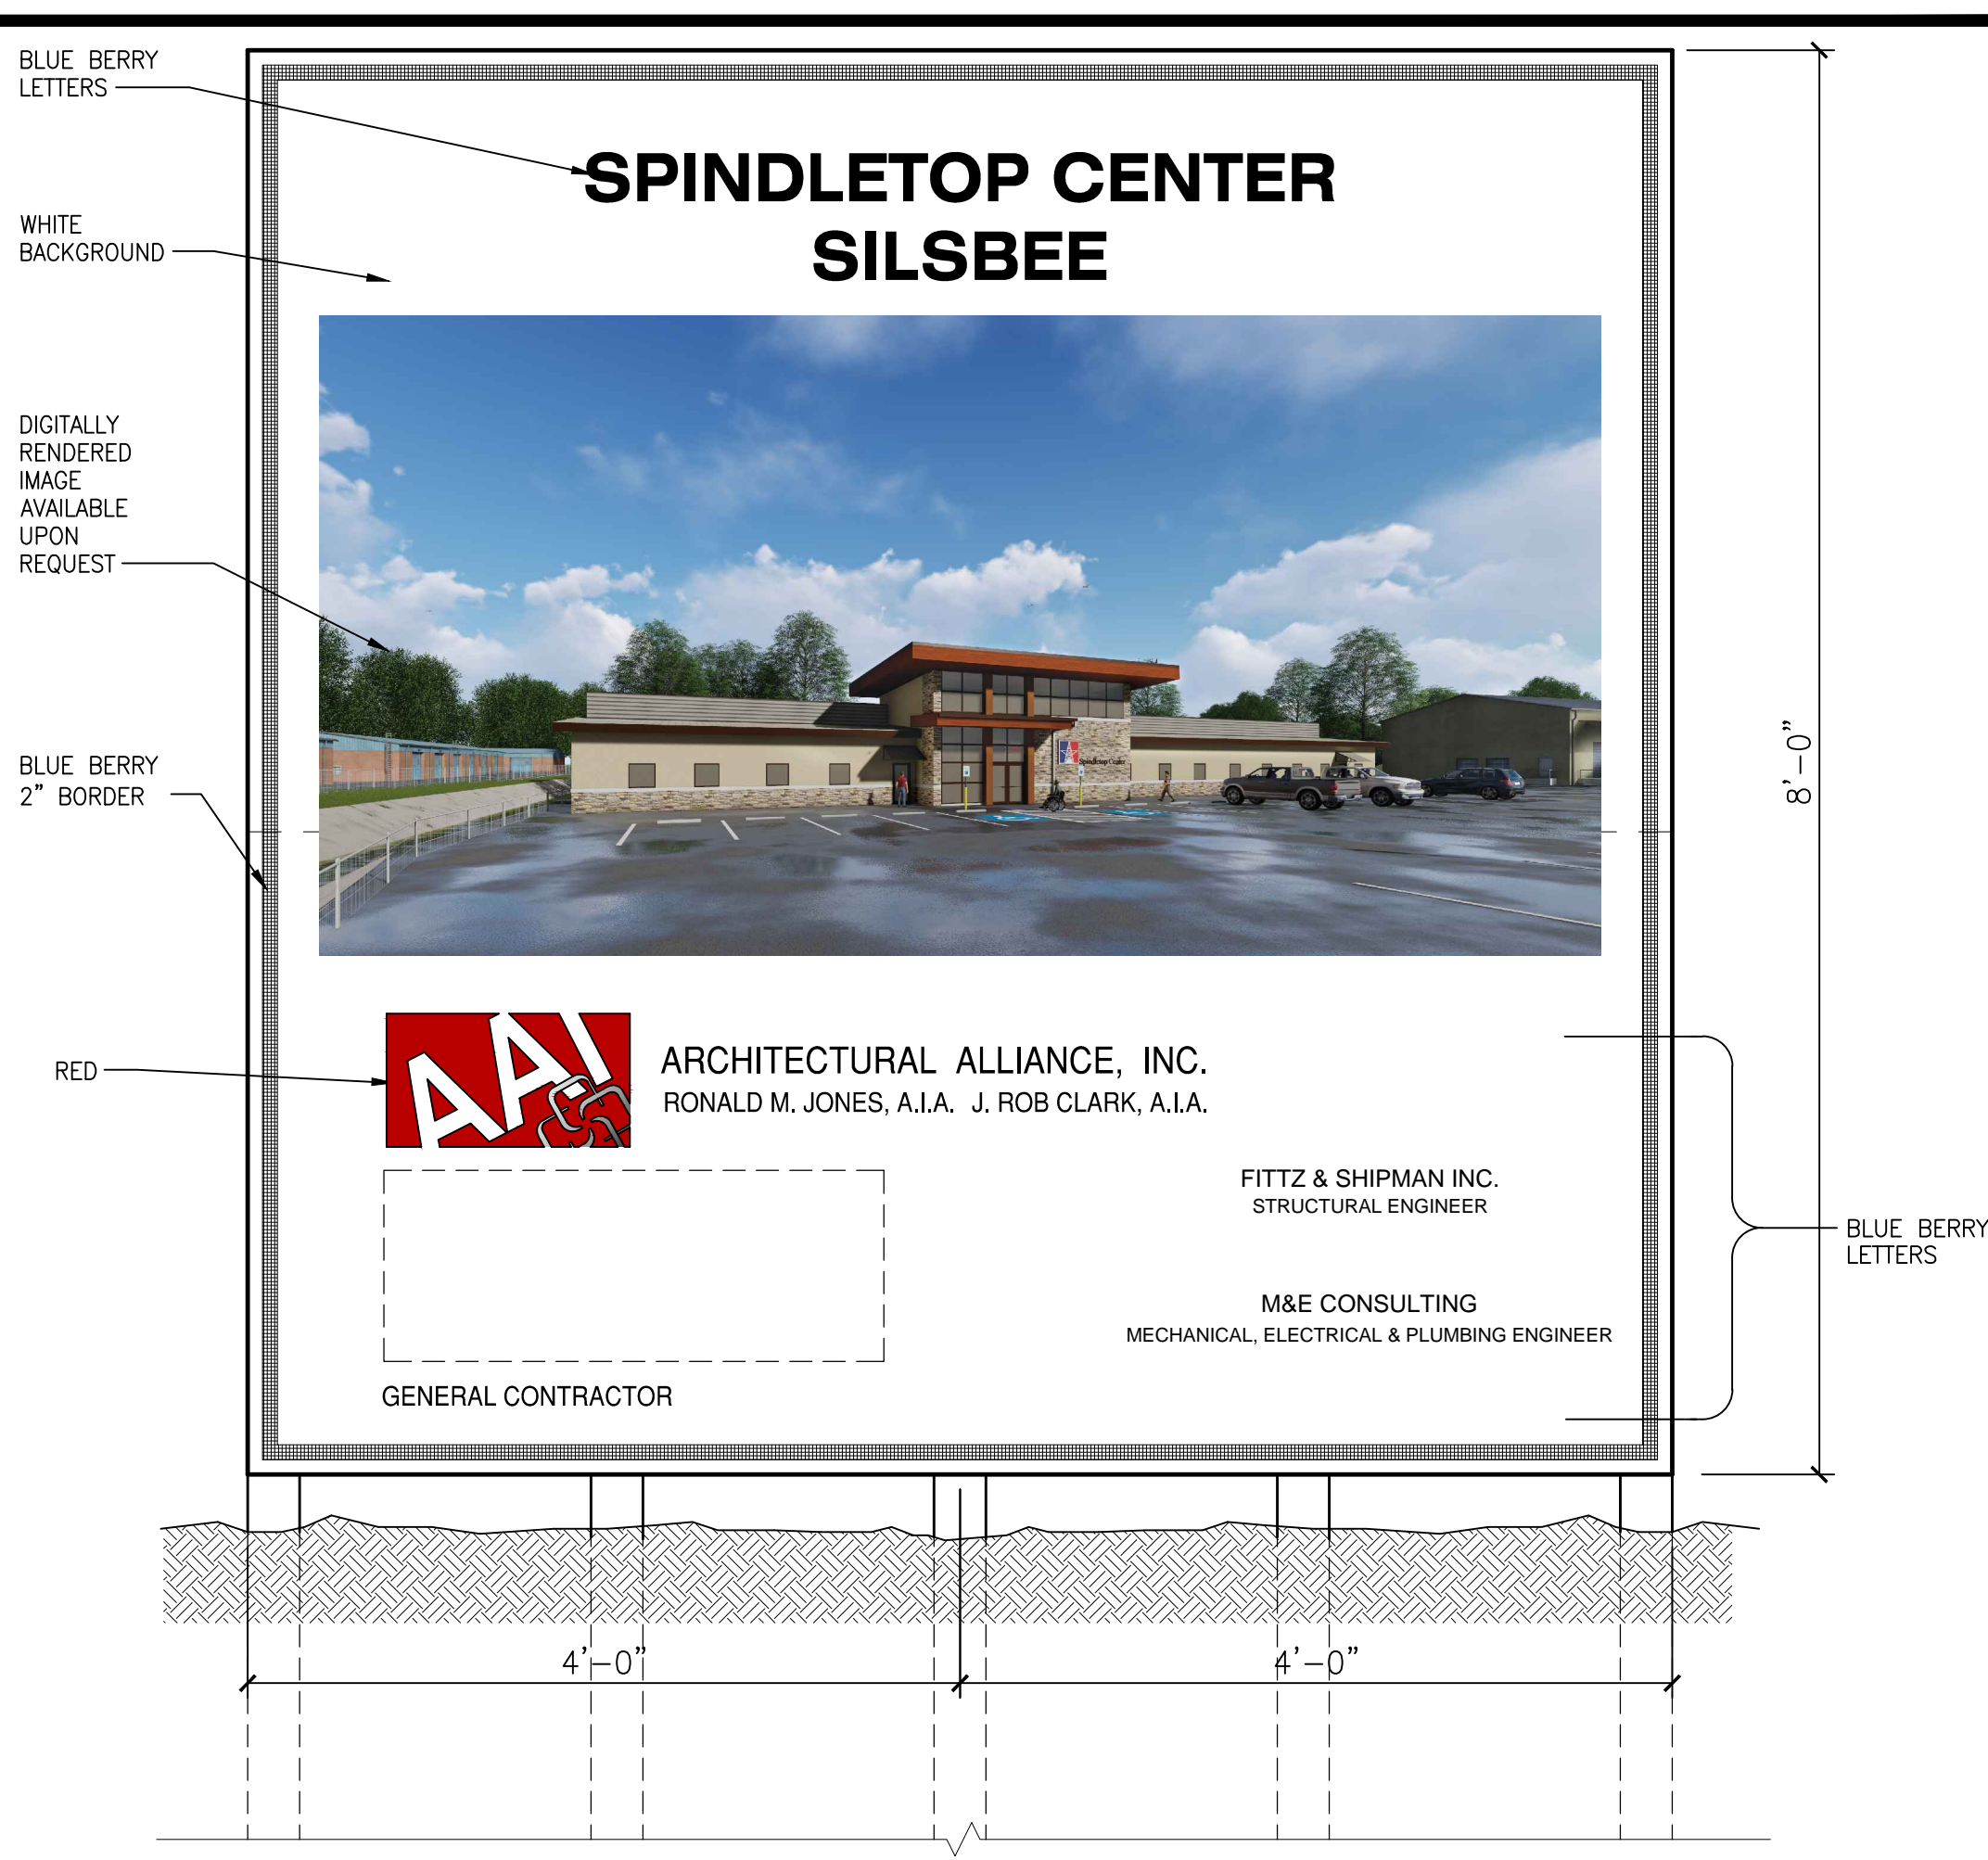 BLUE BERRY
LETTERS
SPINDLETOP CENTER
SILSBEE
WHITE
BACKGROUND
DIGITALLY
RENDERED
IMAGE
AVAILABLE
UPON
REQUEST
Spindletop Center
8'-0"
BLUE BERRY
2" BORDER
RED
AAI
ARCHITECTURAL ALLIANCE, INC.
RONALD M. JONES, A.I.A. J. ROB CLARK, A.I.A.
FITTZ & SHIPMAN INC.
STRUCTURAL ENGINEER
BLUE BERRY
LETTERS
M&E CONSULTING
MECHANICAL, ELECTRICAL & PLUMBING ENGINEER
GENERAL CONTRACTOR
4'-0"
4'-0"